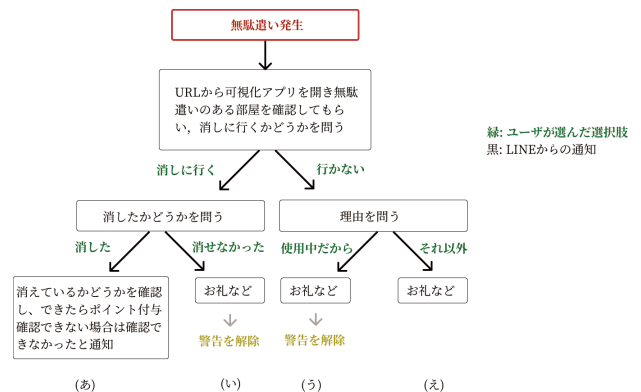 無駄遣い発生
URLから可視化アプリを開き無駄
遣いのある部屋を確認してもら
い，消しに行くかどうかを問う
緑: ユーザが選んだ選択肢
黒: LINEからの通知
消しに行く
行かない
消したかどうかを問う
理由を問う
消した
消せなかった
使用中だから
それ以外
消えているかどうかを確認
し、できたらポイント付与
確認できない場合は確認で
きなかったと通知
お礼など
お礼など
お礼など
警告を解除
警告を解除
(あ)
(い)
(う)
(え)